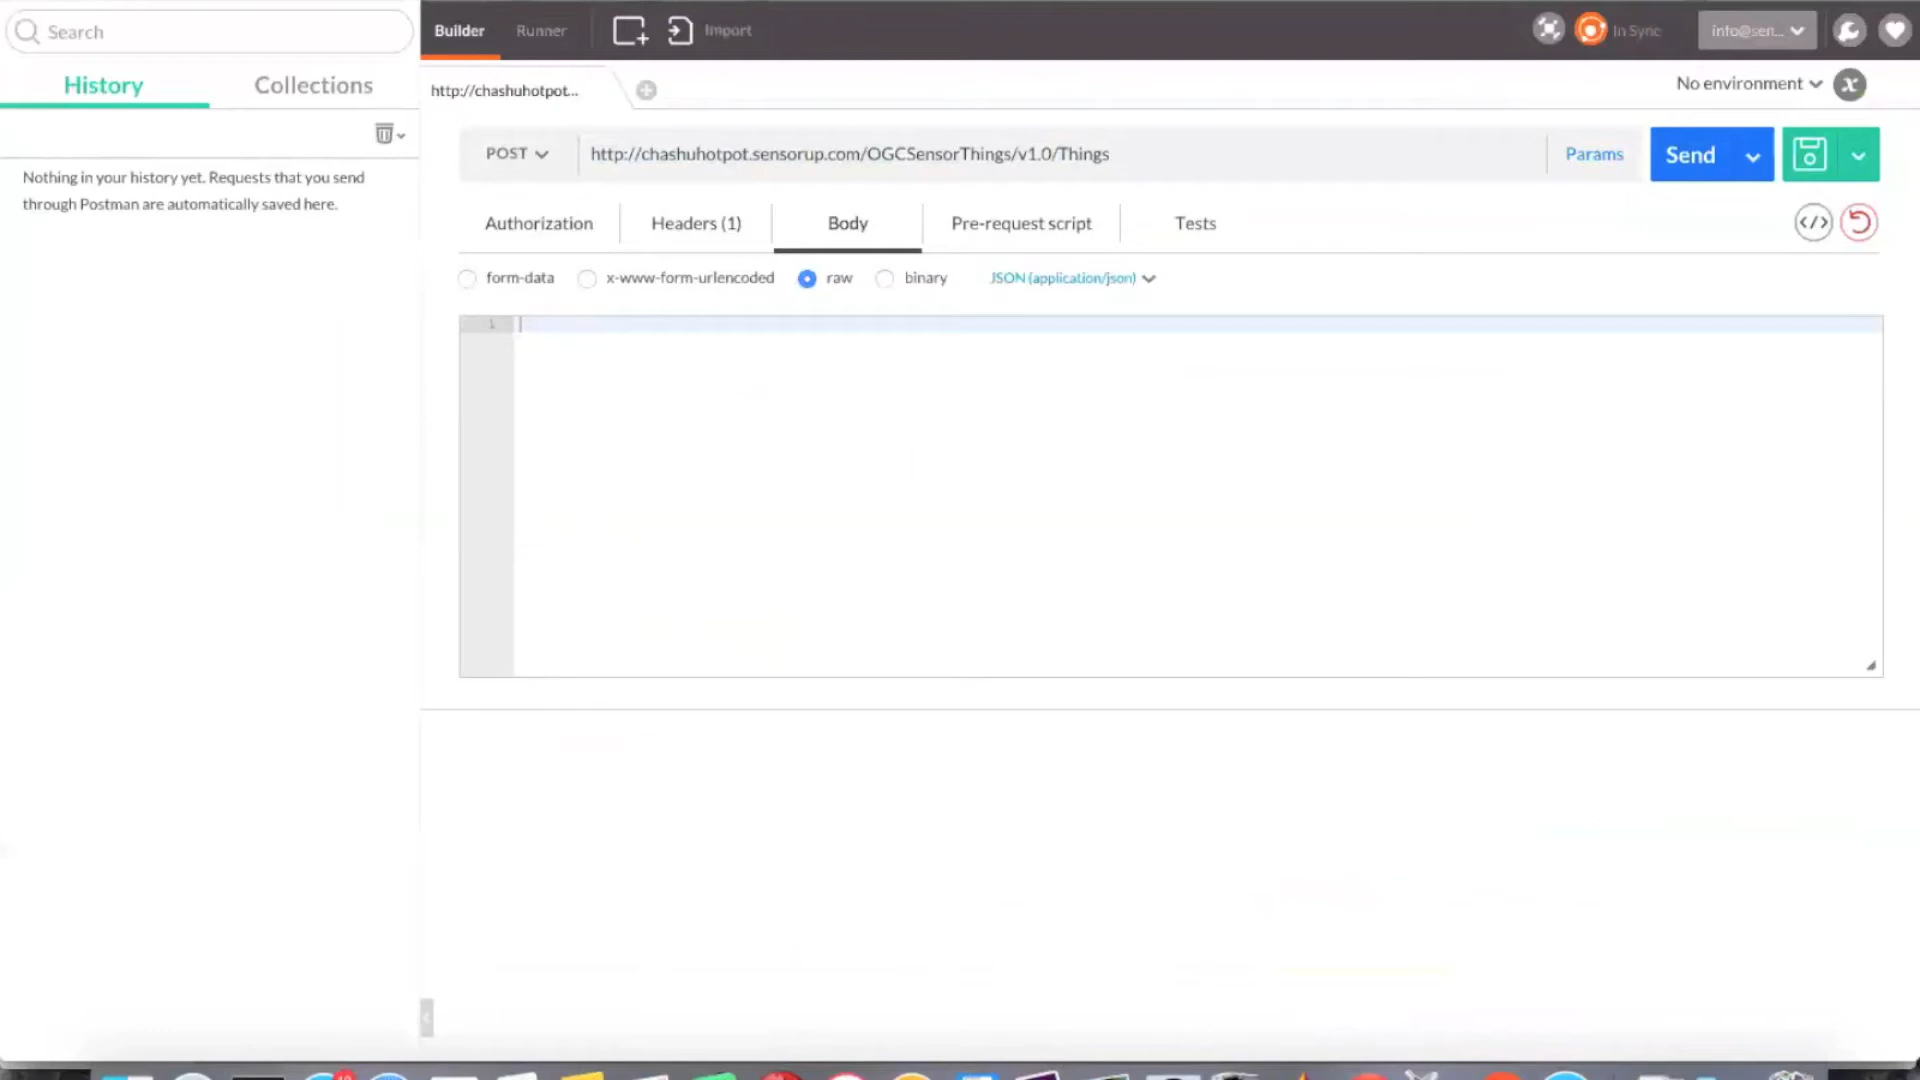 Search
Builder
Runner
Import
In Sync
info@sen...
History
Collections
http://chashuhotpot...
No environment
Nothing in your history yet. Requests that you send
through Postman are automatically saved here.
POST
http://chashuhotpot.sensorup.com/OGCSensorThings/v1.0/Things
Params
Send
Authorization
Headers (1)
Body
Pre-request script
Tests
form-data
x-www-form-urlencoded
raw
binary
JSON (application/json)
1